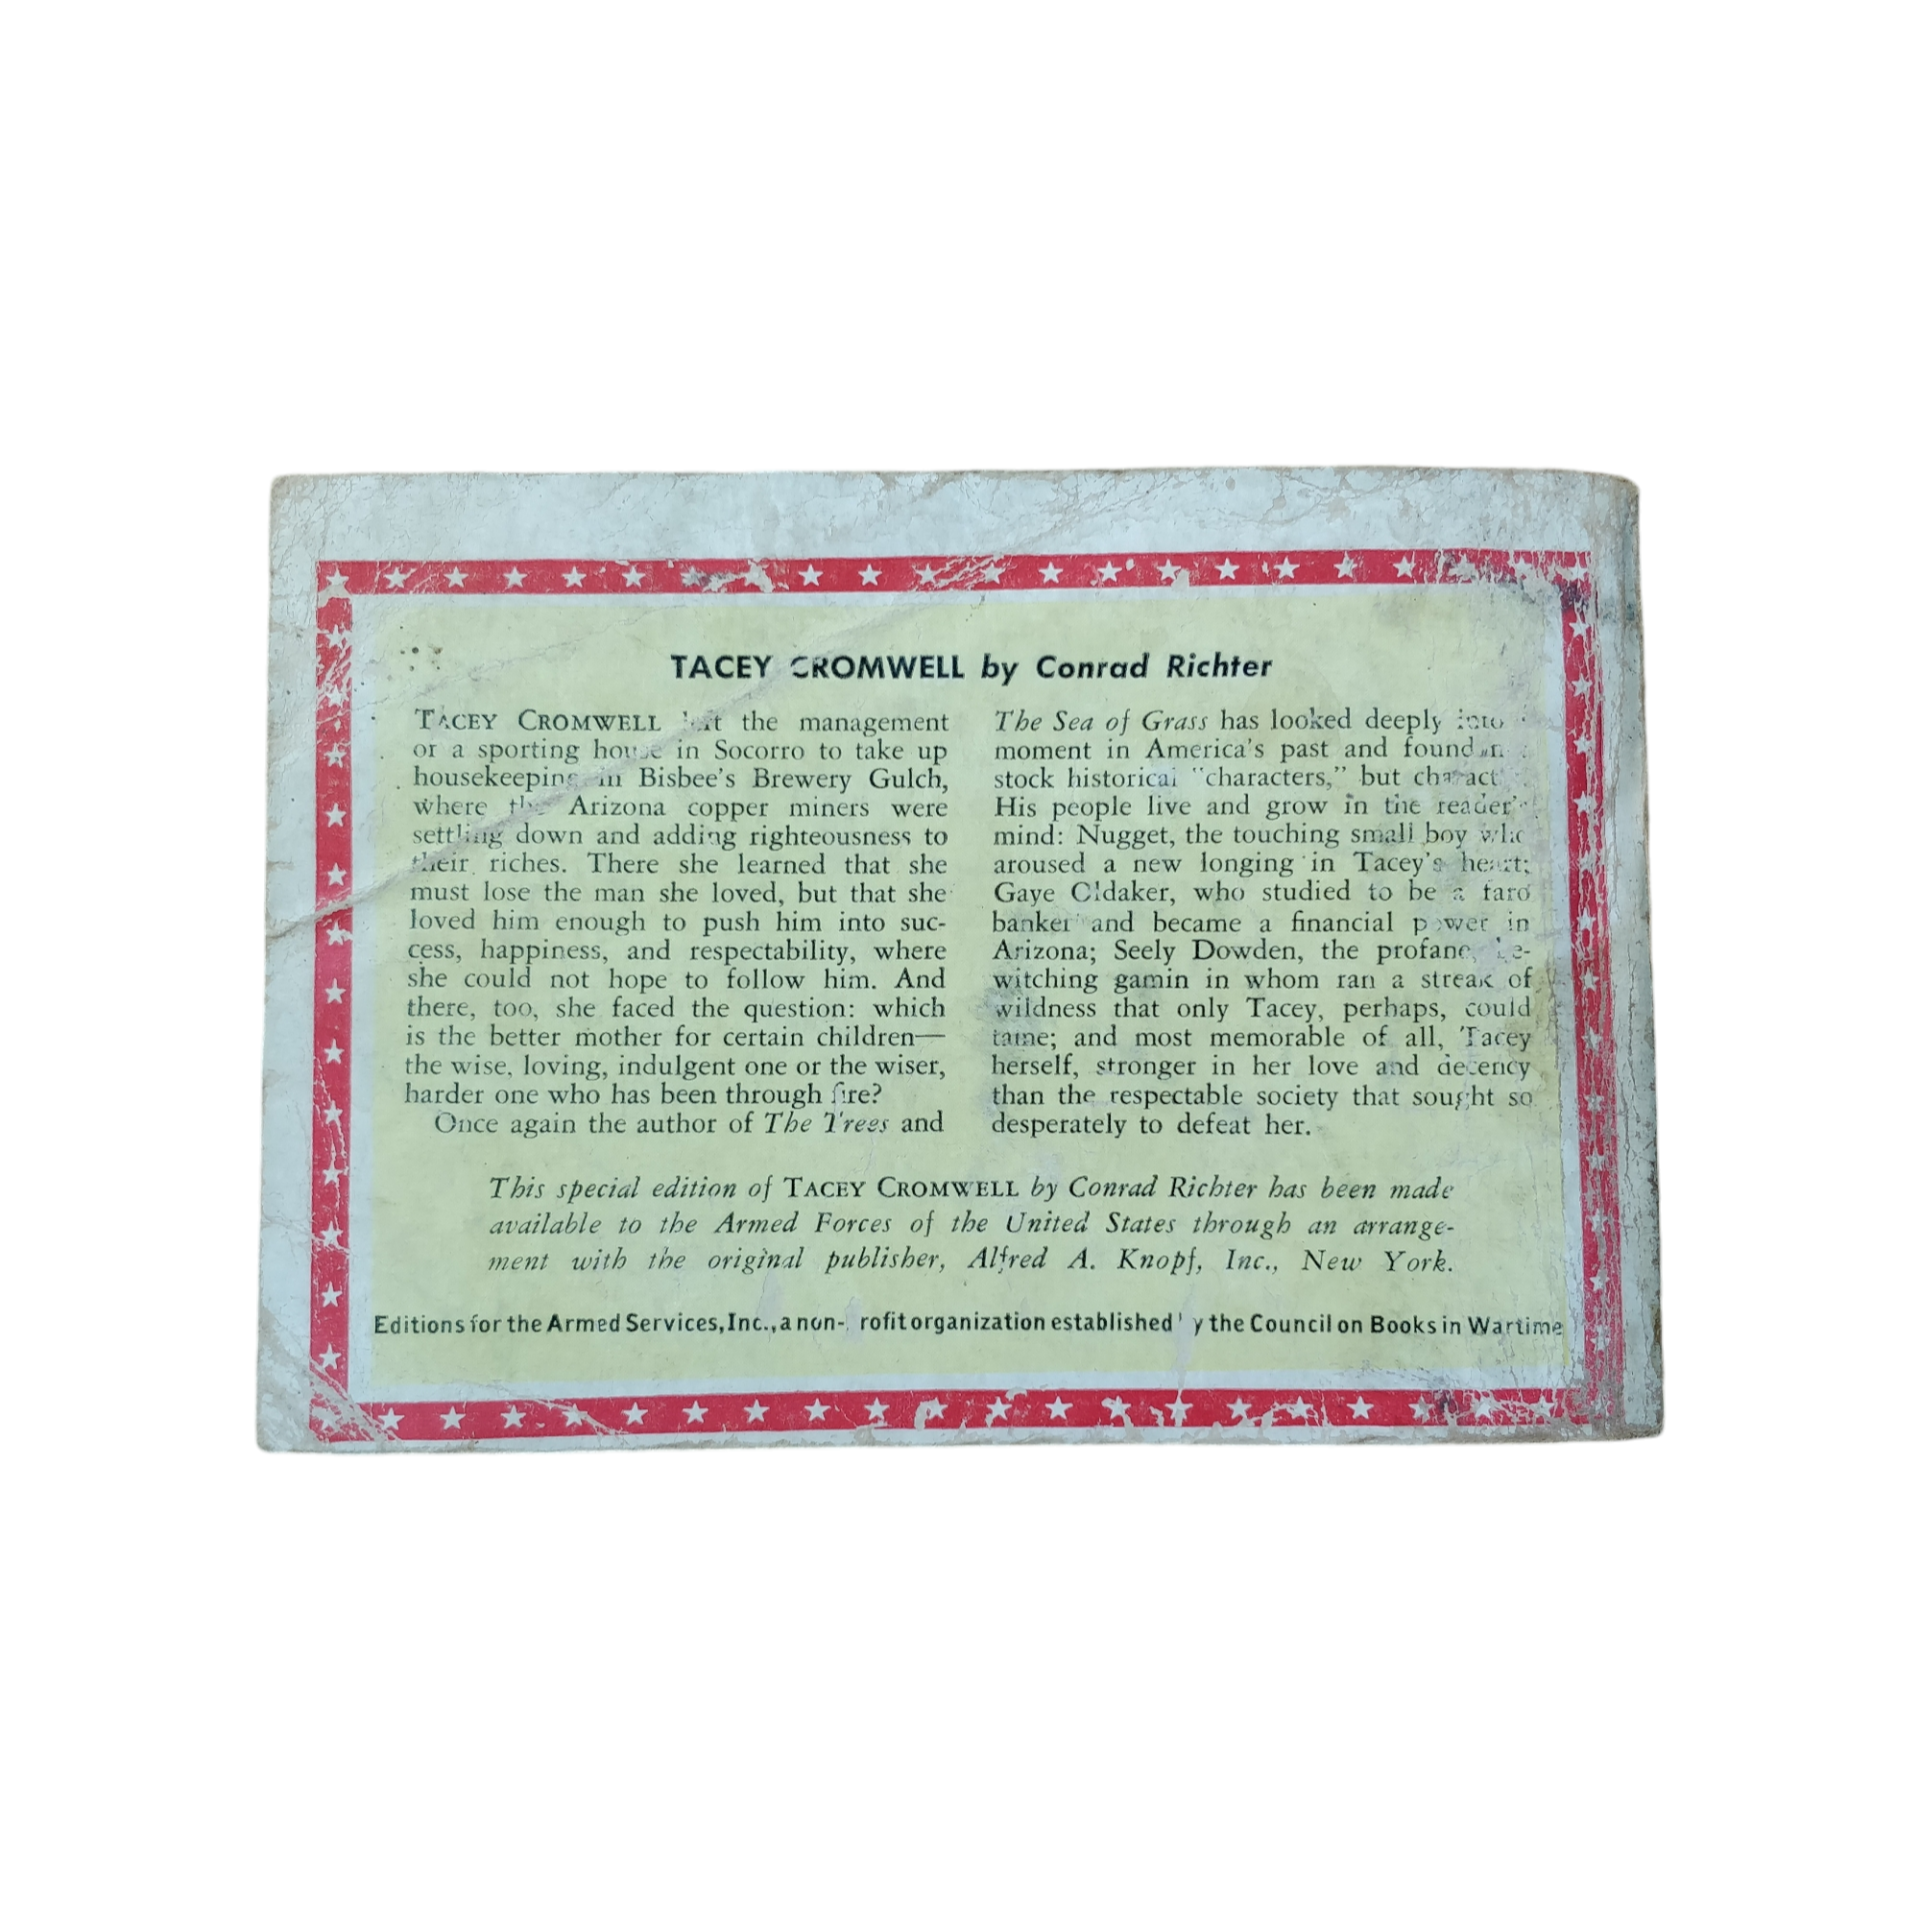 TACEY CROMWELL by Conrad Richter
TACEY CROMWELL left the management
or a sporting house in Socorro to take up
housekeeping in Bisbee's Brewery Gulch,
where the Arizona copper miners were
settling down and adding righteousness to
their riches. There she learned that she
must lose the man she loved, but that she
loved him enough to push him into suc-
cess, happiness, and respectability, where
she could not hope to follow him. And
there, too, she faced the question: which
is the better mother for certain children—
the wise, loving, indulgent one or the wiser,
harder one who has been through fire?
Once again the author of The Trees and
The Sea of Grass has looked deeply into
moment in America's past and found
stock historical "characters," but
His people live and grow in the reader's
mind: Nugget, the touching small boy who
aroused a new longing in Tacey's heart;
Gaye Oldaker, who studied to be a faro
banker and became a financial power in
Arizona; Seely Dowden, the profane, be-
witching gamin in whom ran a streak of
wildness that only Tacey, perhaps, could
tame; and most memorable of all, Tacey
herself, stronger in her love and decency
than the respectable society that sought so
desperately to defeat her.
This special edition of TACEY CROMWELL by Conrad Richter has been made
available to the Armed Forces of the United States through an arrange-
ment with the original publisher, Alfred A. Knopf, Inc., New York.
Editions for the Armed Services, Inc., a non-profit organization established by the Council on Books in Wartime